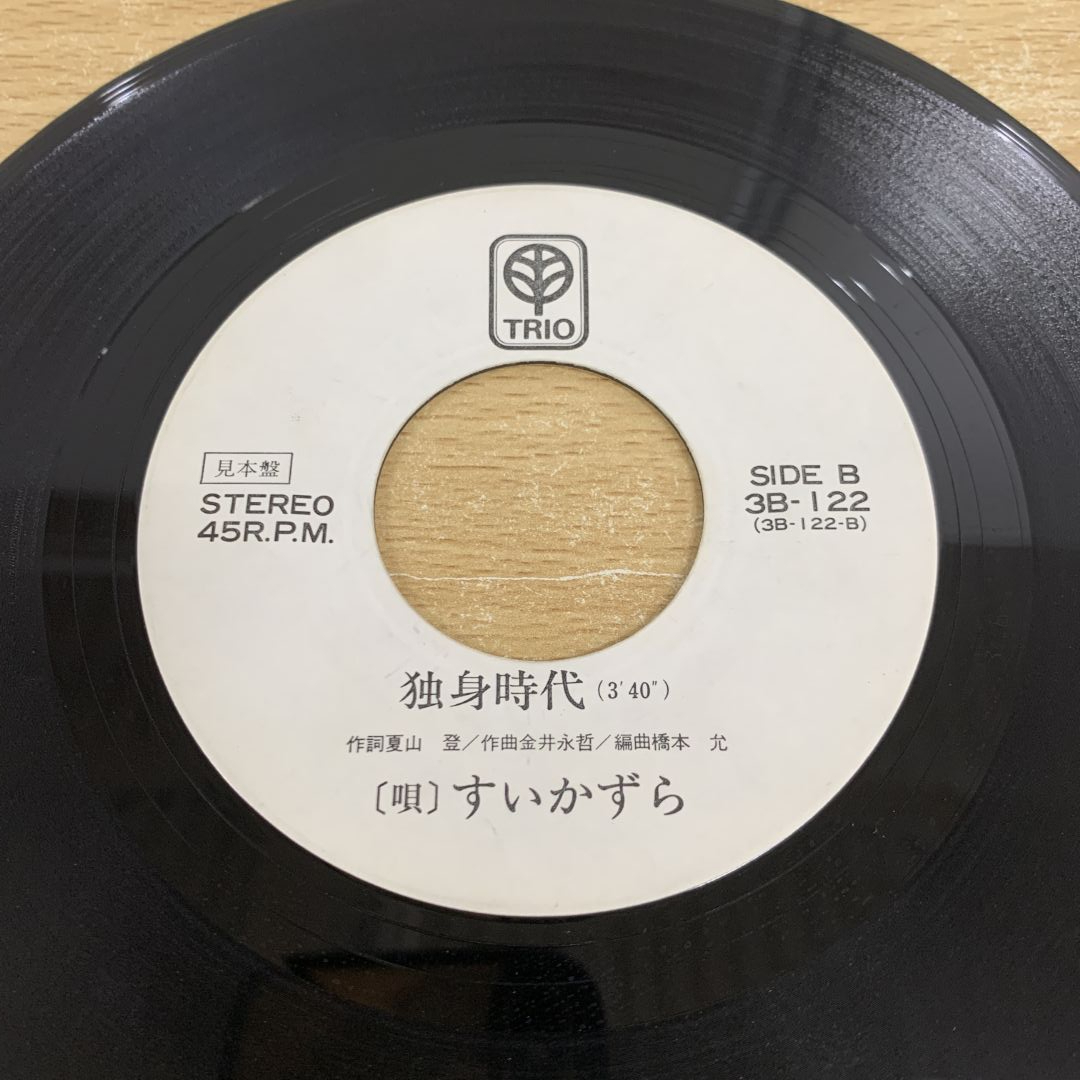 TRIO
見本盤
STEREO
45R.P.M.
SIDE B
3B-122
(3B-122-B)
独身時代(3'40")
作詞夏山　登／作曲金井永哲／編曲橋本　允
〔唄〕すいかずら